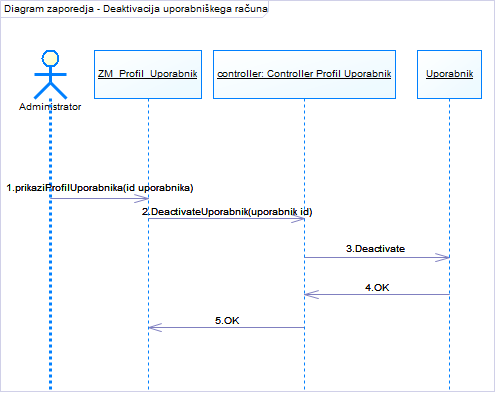 Diagram zaporedja - Deaktivacija uporabniškega računa
ZM_Profil_Uporabnik
controller: Controller Profil Uporabnik
Uporabnik
Administrator
1.prikaziProfilUporabnika(id uporabnika)
2.DeactivateUporabnik(uporabnik id)
3.Deactivate
4.OK
5.OK